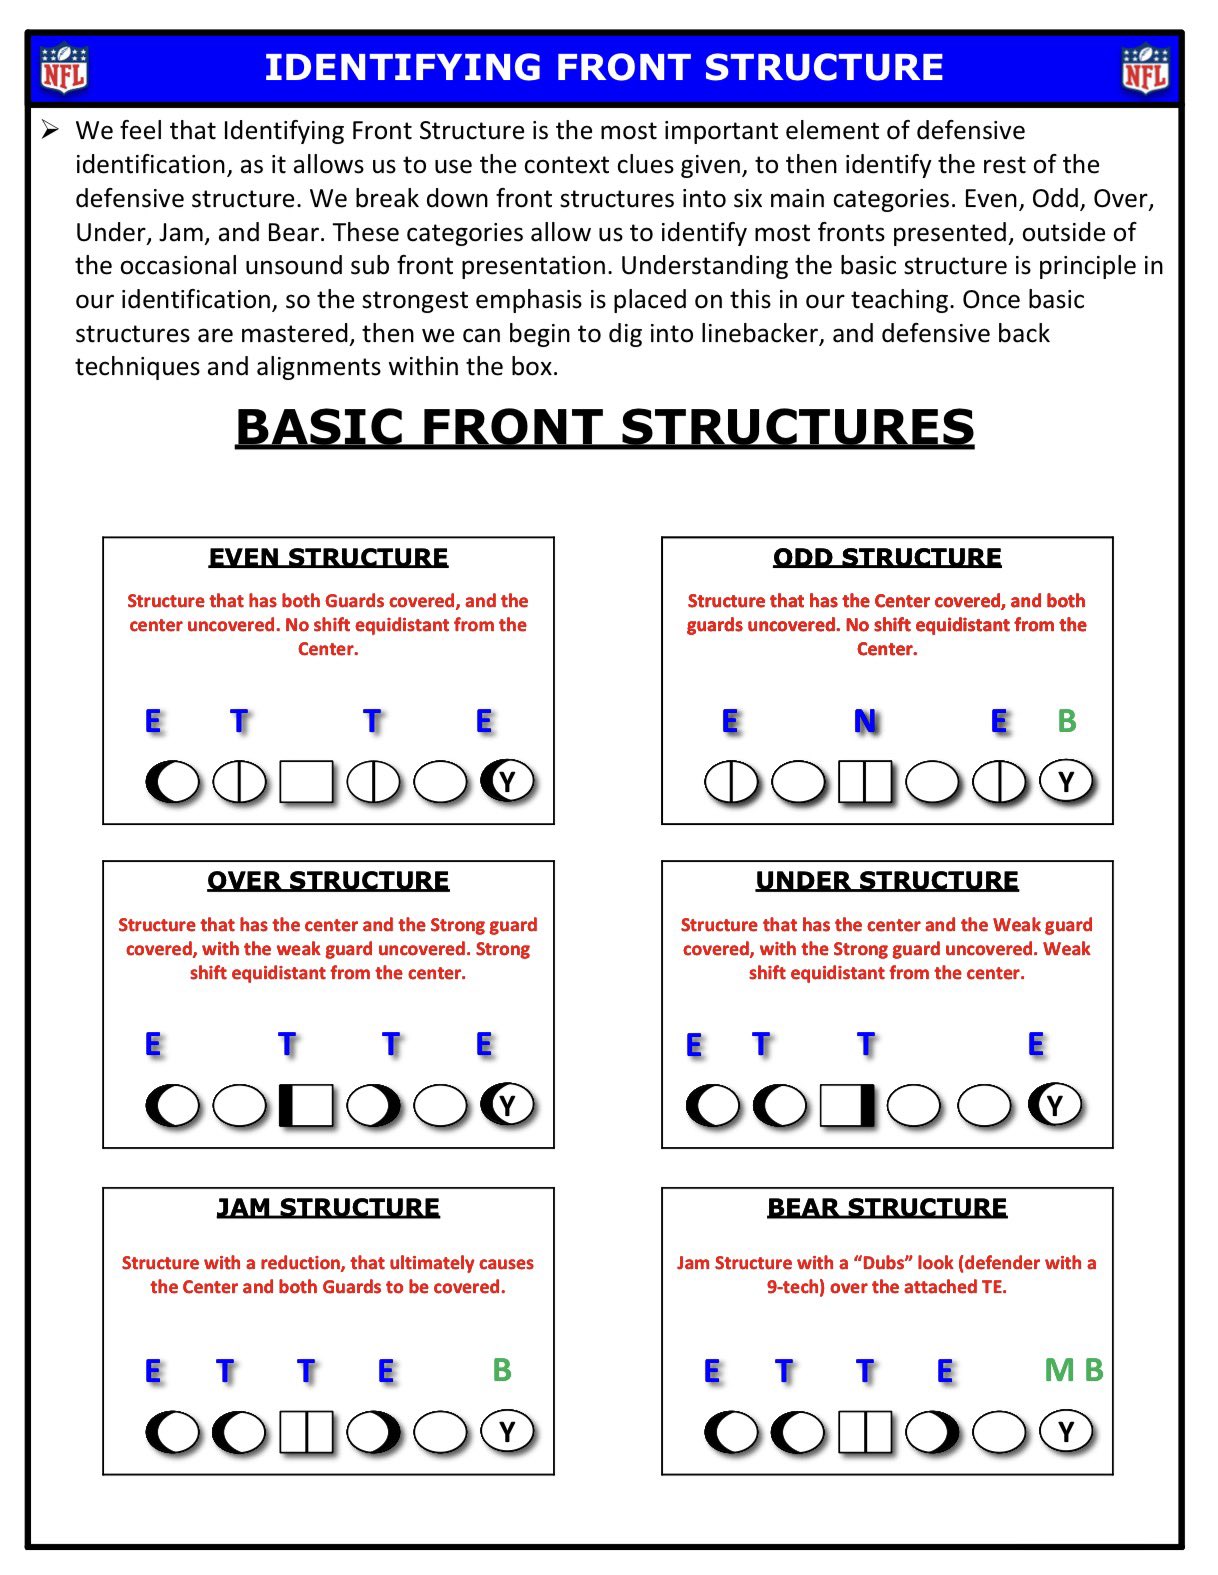 NFL IDENTIFYING FRONT STRUCTURE NFL
➢ We feel that Identifying Front Structure is the most important element of defensive
identification, as it allows us to use the context clues given, to then identify the rest of the
defensive structure. We break down front structures into six main categories. Even, Odd, Over,
Under, Jam, and Bear. These categories allow us to identify most fronts presented, outside of
the occasional unsound sub front presentation. Understanding the basic structure is principle in
our identification, so the strongest emphasis is placed on this in our teaching. Once basic
structures are mastered, then we can begin to dig into linebacker, and defensive back
techniques and alignments within the box.
BASIC FRONT STRUCTURES
EVEN STRUCTURE
Structure that has both Guards covered, and the
center uncovered. No shift equidistant from the
Center.
E T T E
Y
ODD STRUCTURE
Structure that has the Center covered, and both
guards uncovered. No shift equidistant from the
Center.
E N E B
Y
OVER STRUCTURE
Structure that has the center and the Strong guard
covered, with the weak guard uncovered. Strong
shift equidistant from the center.
E T T E
Y
UNDER STRUCTURE
Structure that has the center and the Weak guard
covered, with the Strong guard uncovered. Weak
shift equidistant from the center.
E T T E
Y
JAM STRUCTURE
Structure with a reduction, that ultimately causes
the Center and both Guards to be covered.
E T T E B
Y
BEAR STRUCTURE
Jam Structure with a “Dubs” look (defender with a
9-tech) over the attached TE.
E T T E M B
Y